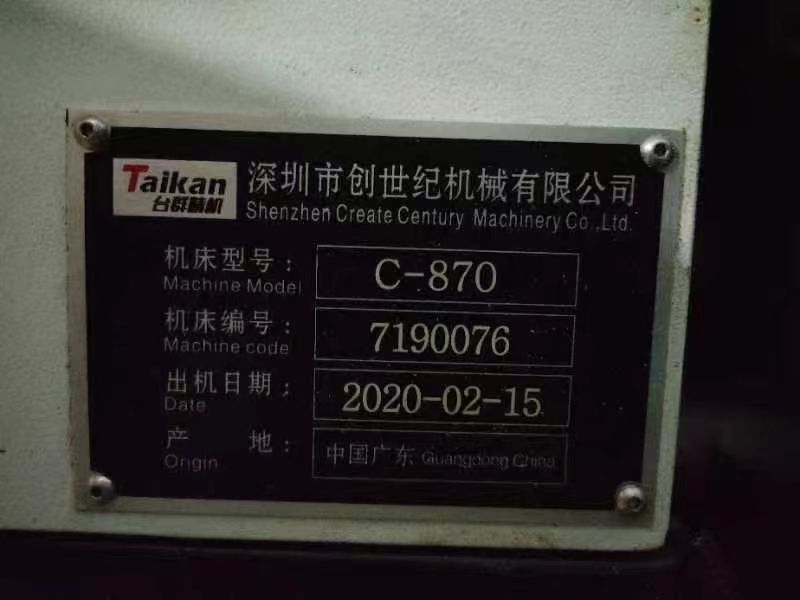 Taikan
台群精机
深圳市创世纪机械有限公司
Shenzhen Create Century Machinery Co.,Ltd.
机床型号: C-870
Machine Model
机床编号: 7190076
Machine code
出机日期: 2020-02-15
Date
产 地: 中国广东 Guangdong China
Origin